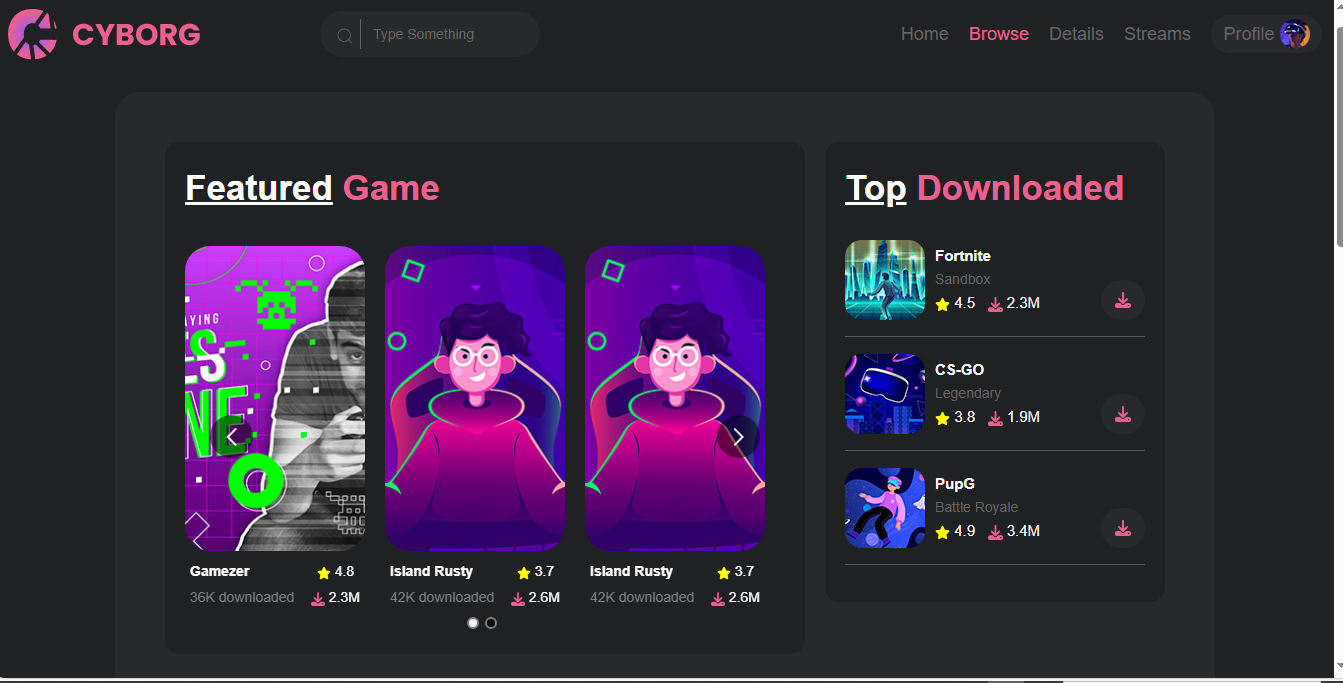 CYBORG
Type Something
Home Browse Details Streams Profile
Featured Game
Top Downloaded
Gamezer 4.8
36K downloaded 2.3M
Island Rusty 3.7
42K downloaded 2.6M
Island Rusty 3.7
42K downloaded 2.6M
Fortnite
Sandbox
4.5 2.3M
CS-GO
Legendary
3.8 1.9M
PupG
Battle Royale
4.9 3.4M